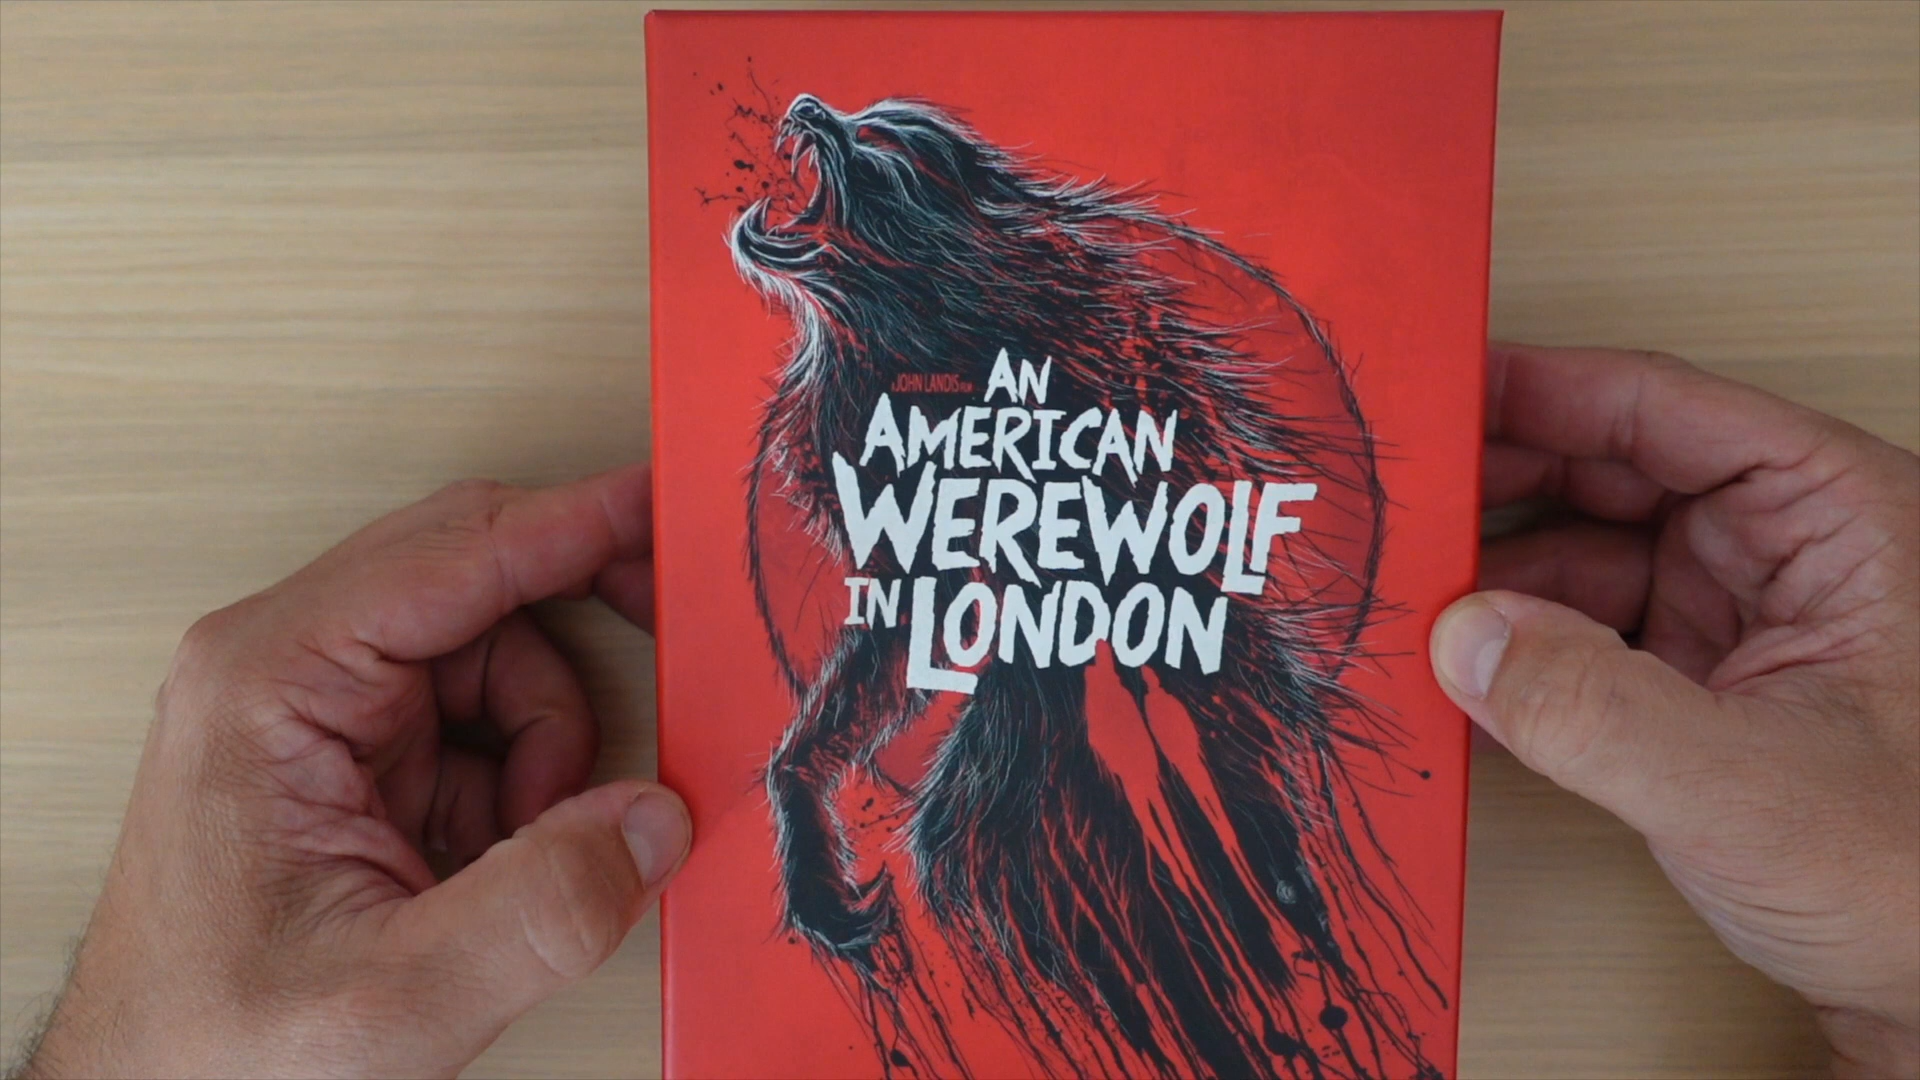 A JOHN LANDIS FILM
AN
AMERICAN
WEREWOLF
IN LONDON